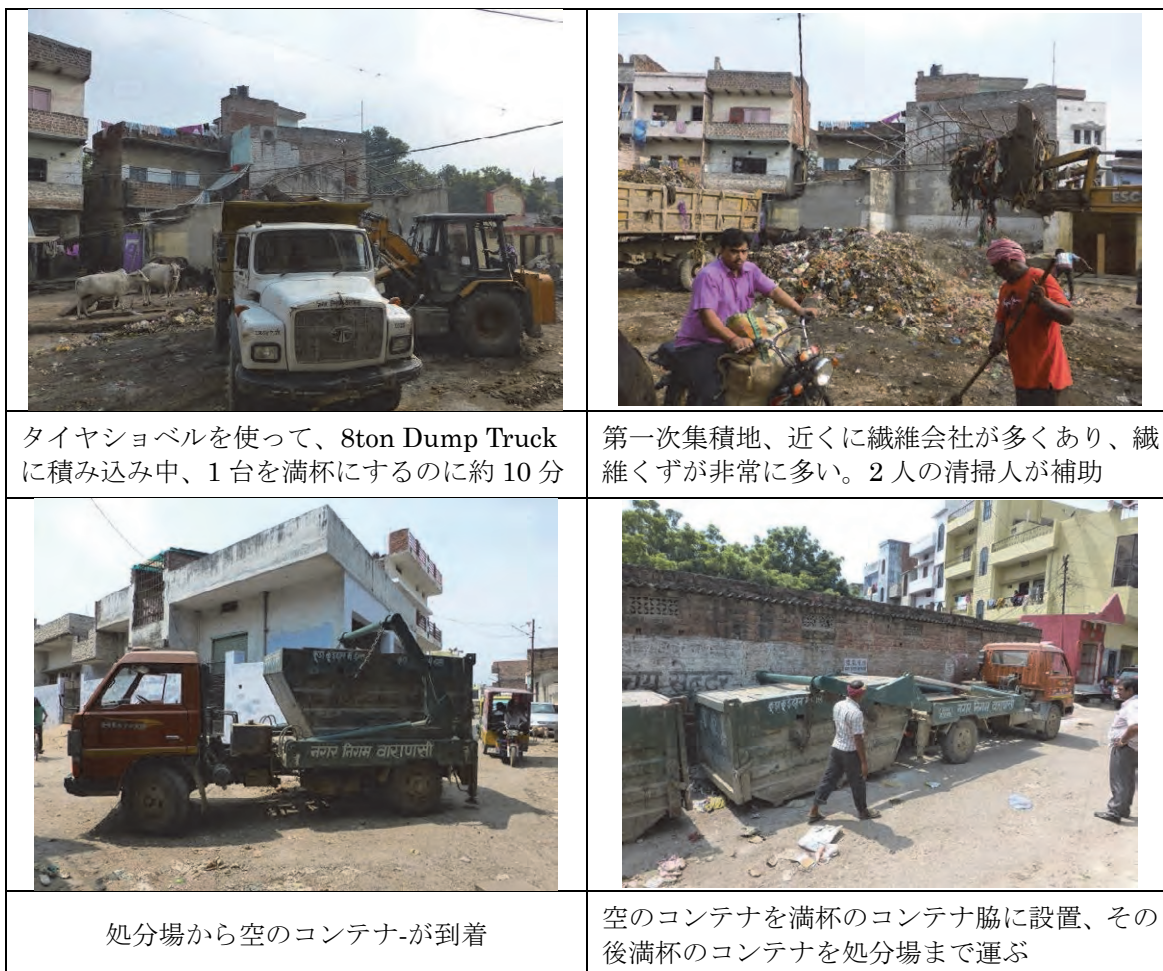 ESC
タイヤショベルを使って、8ton Dump Truck
に積み込み中、1 台を満杯にするのに約 10 分
第一次集積地、近くに繊維会社が多くあり、繊
維くずが非常に多い。2 人の清掃人が補助
नगर निगम वाराणसी
नगर निगम वाराणसी
処分場から空のコンテナ-が到着
空のコンテナを満杯のコンテナ脇に設置、その
後満杯のコンテナを処分場まで運ぶ